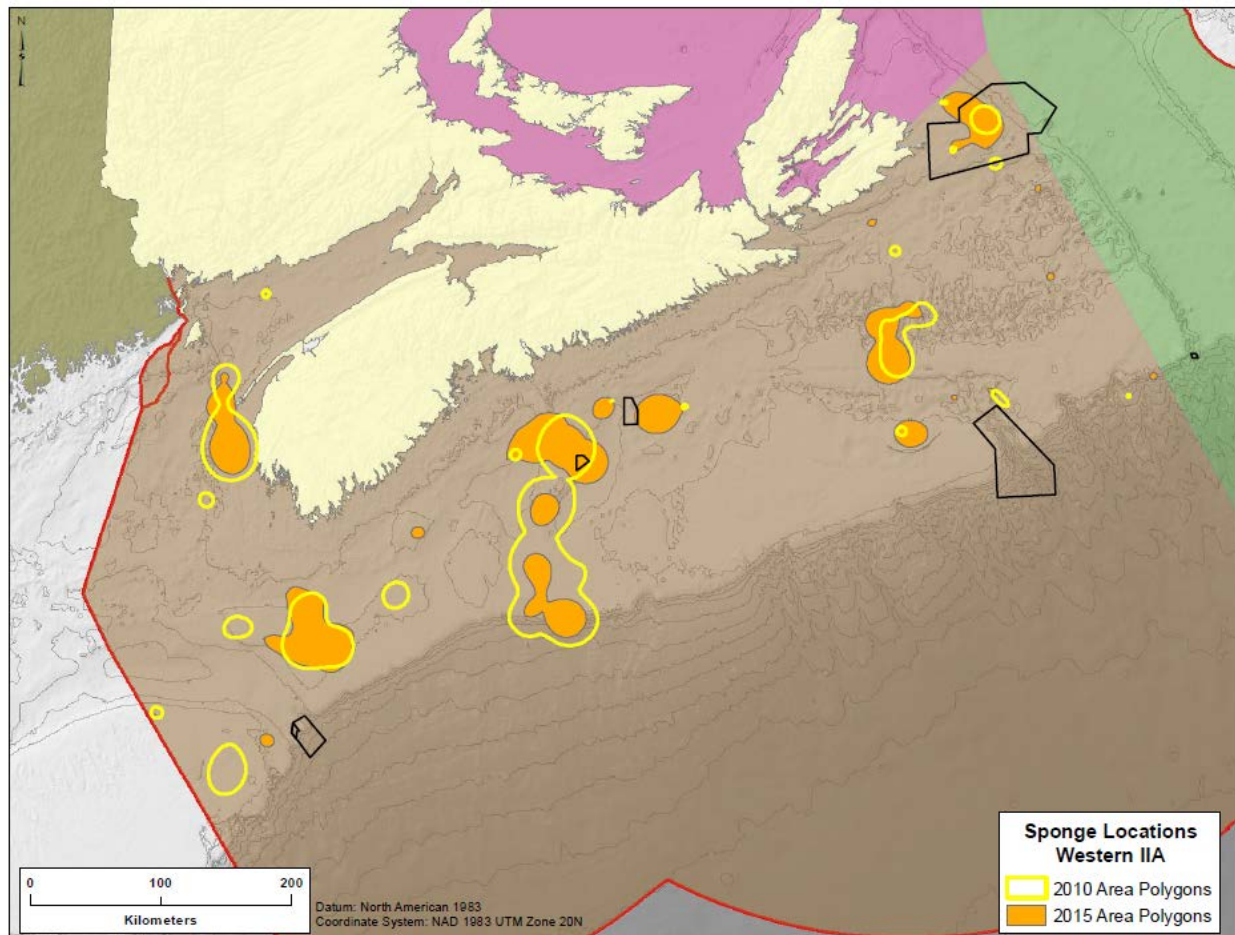 N
0 100 200
Kilometers
Datum: North American 1983
Coordinate System: NAD 1983 UTM Zone 20N
Sponge Locations
Western IIA
2010 Area Polygons
2015 Area Polygons